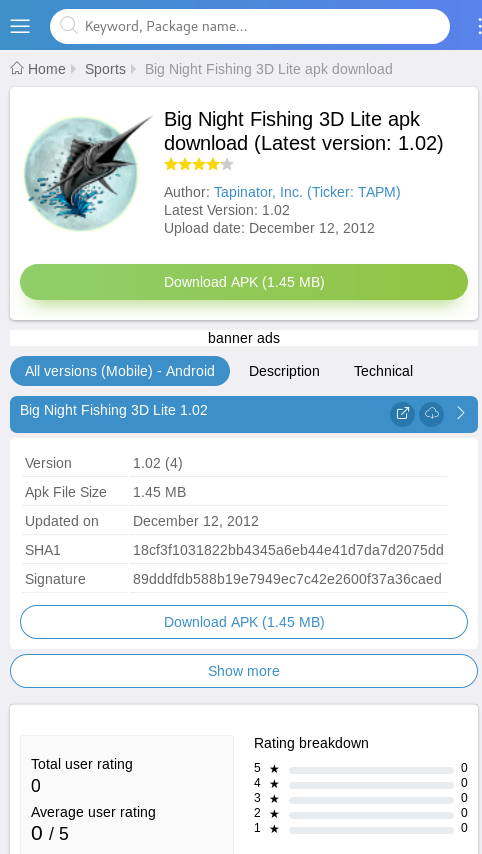 Keyword, Package name...
Home Sports Big Night Fishing 3D Lite apk download
Big Night Fishing 3D Lite apk
download (Latest version: 1.02)
Author: Tapinator, Inc. (Ticker: TAPM)
Latest Version: 1.02
Upload date: December 12, 2012
Download APK (1.45 MB)
banner ads
All versions (Mobile) - Android Description Technical
Big Night Fishing 3D Lite 1.02
Version 1.02 (4)
Apk File Size 1.45 MB
Updated on December 12, 2012
SHA1 18cf3f1031822bb4345a6eb44e41d7da7d2075dd
Signature 89dddfdb588b19e7949ec7c42e2600f37a36caed
Download APK (1.45 MB)
Show more
Rating breakdown
Total user rating
0
Average user rating
0 / 5
5 ★ 0
4 ★ 0
3 ★ 0
2 ★ 0
1 ★ 0